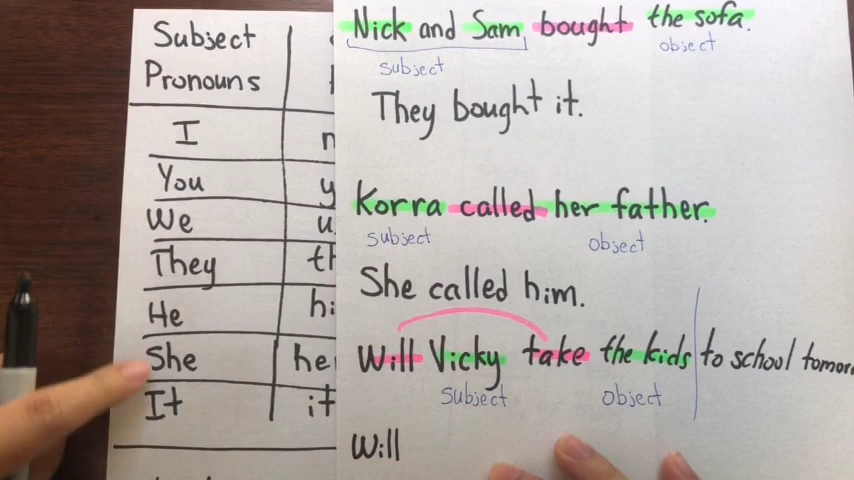 Subject
Pronouns
I
You
We
They
He
She
It
it
Nick and Sam bought the sofa.
subject
object
They bought it.
Korra called her father.
subject
object
She called him.
Will Vicky take the kids to school
subject
object
Will